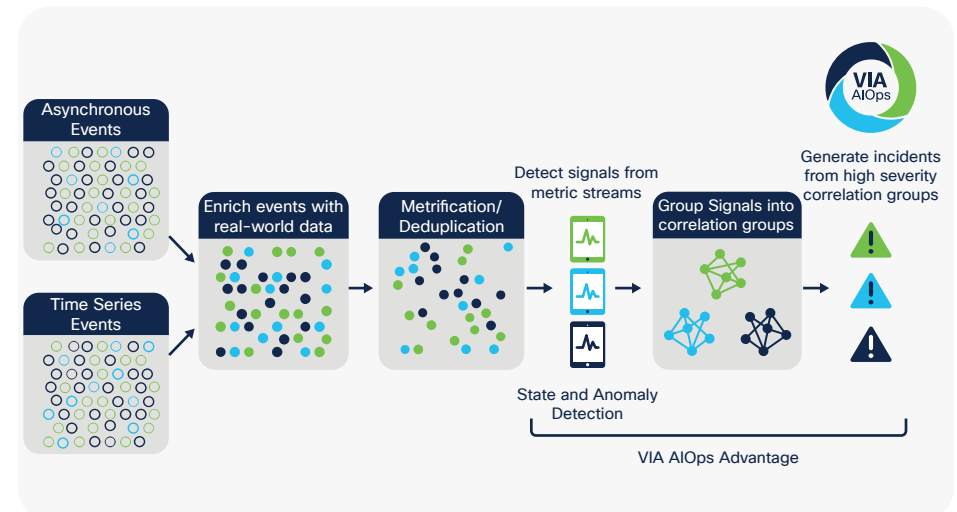 Asynchronous
Events
Time Series
Events
Enrich events with
real-world data
Metrification/
Deduplication
Detect signals from
metric streams
State and Anomaly
Detection
Group Signals into
correlation groups
VIA
AIOps
Generate incidents
from high severity
correlation groups
VIA AIOps Advantage